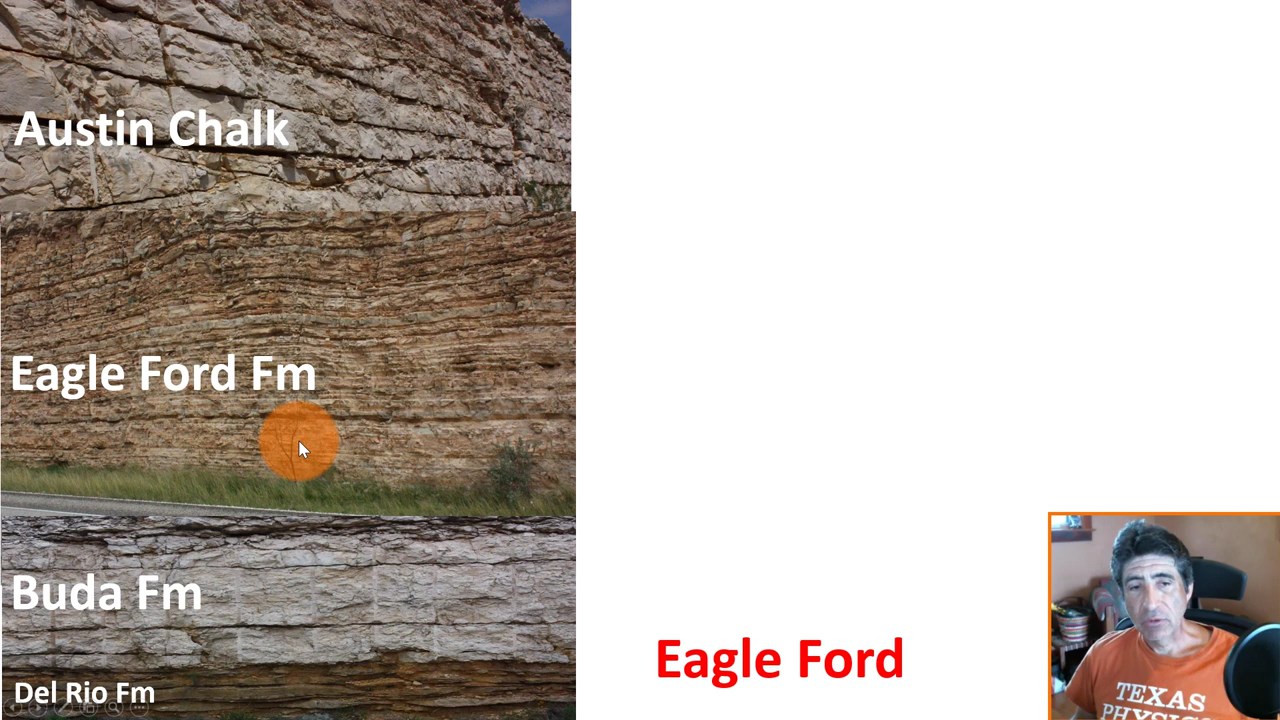 Austin Chalk
Eagle Ford Fm
Buda Fm
Del Rio Fm
Eagle Ford
TEXAS